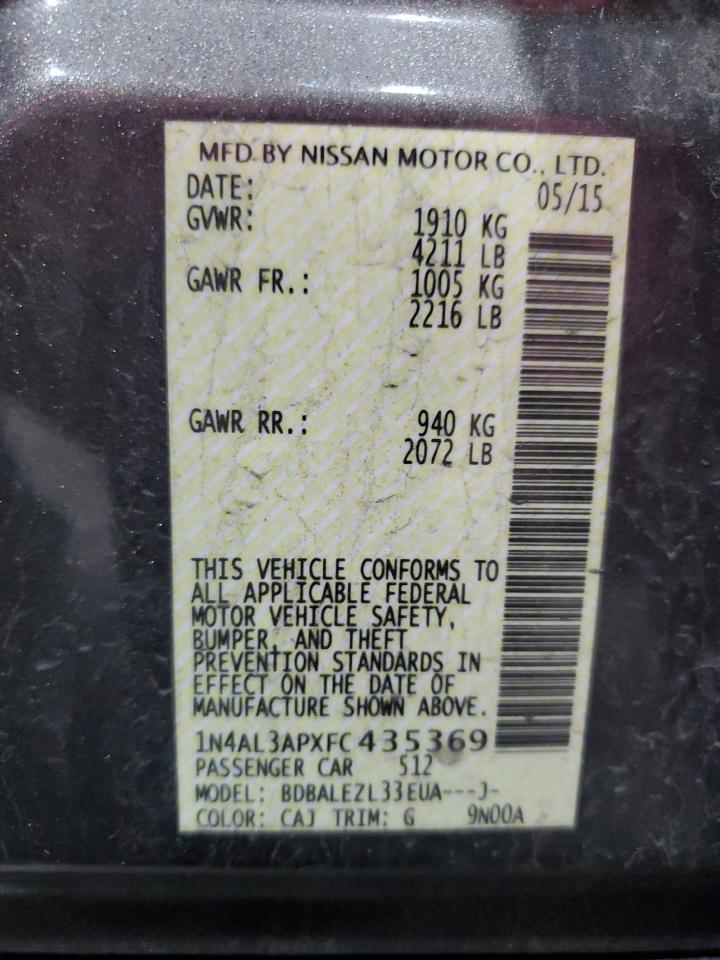 MFD BY NISSAN MOTOR CO., LTD.
DATE: 05/15
GVWR: 1910 KG
4211 LB
GAWR FR.: 1005 KG
2216 LB
GAWR RR.: 940 KG
2072 LB
THIS VEHICLE CONFORMS TO
ALL APPLICABLE FEDERAL
MOTOR VEHICLE SAFETY,
BUMPER, AND THEFT
PREVENTION STANDARDS IN
EFFECT ON THE DATE OF
MANUFACTURE SHOWN ABOVE.
1N4AL3APXFC435369
PASSENGER CAR 512
MODEL: BDBALEZL33EUA---J-
COLOR: CAJ TRIM: G 9N00A